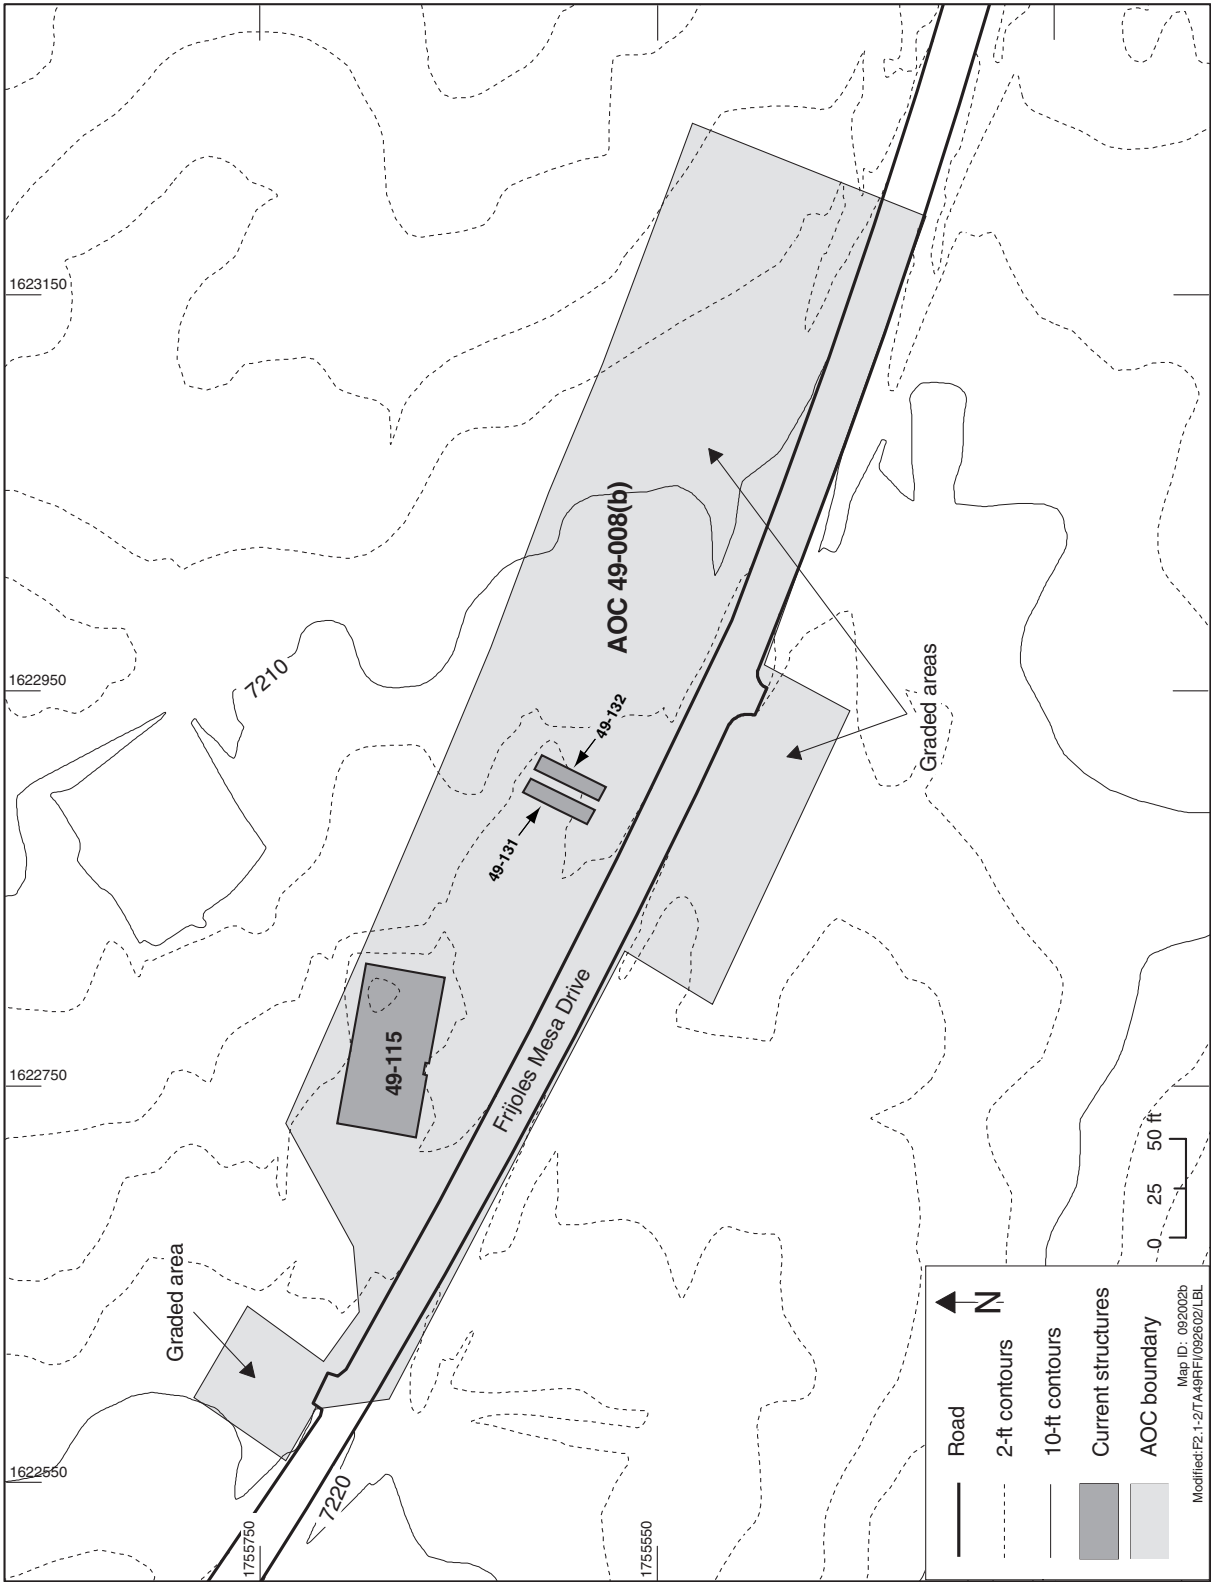 1622550
1622750
1622950
1623150
1755750
1755550
Graded area
7220
7210
49-115
49-131
49-132
AOC 49-008(b)
Frijoles Mesa Drive
Graded areas
0 25 50 ft
N
Road
2-ft contours
10-ft contours
Current structures
AOC boundary
Map ID: 092002b
Modified:F2.1-2/TA49RFI/092602/LBL